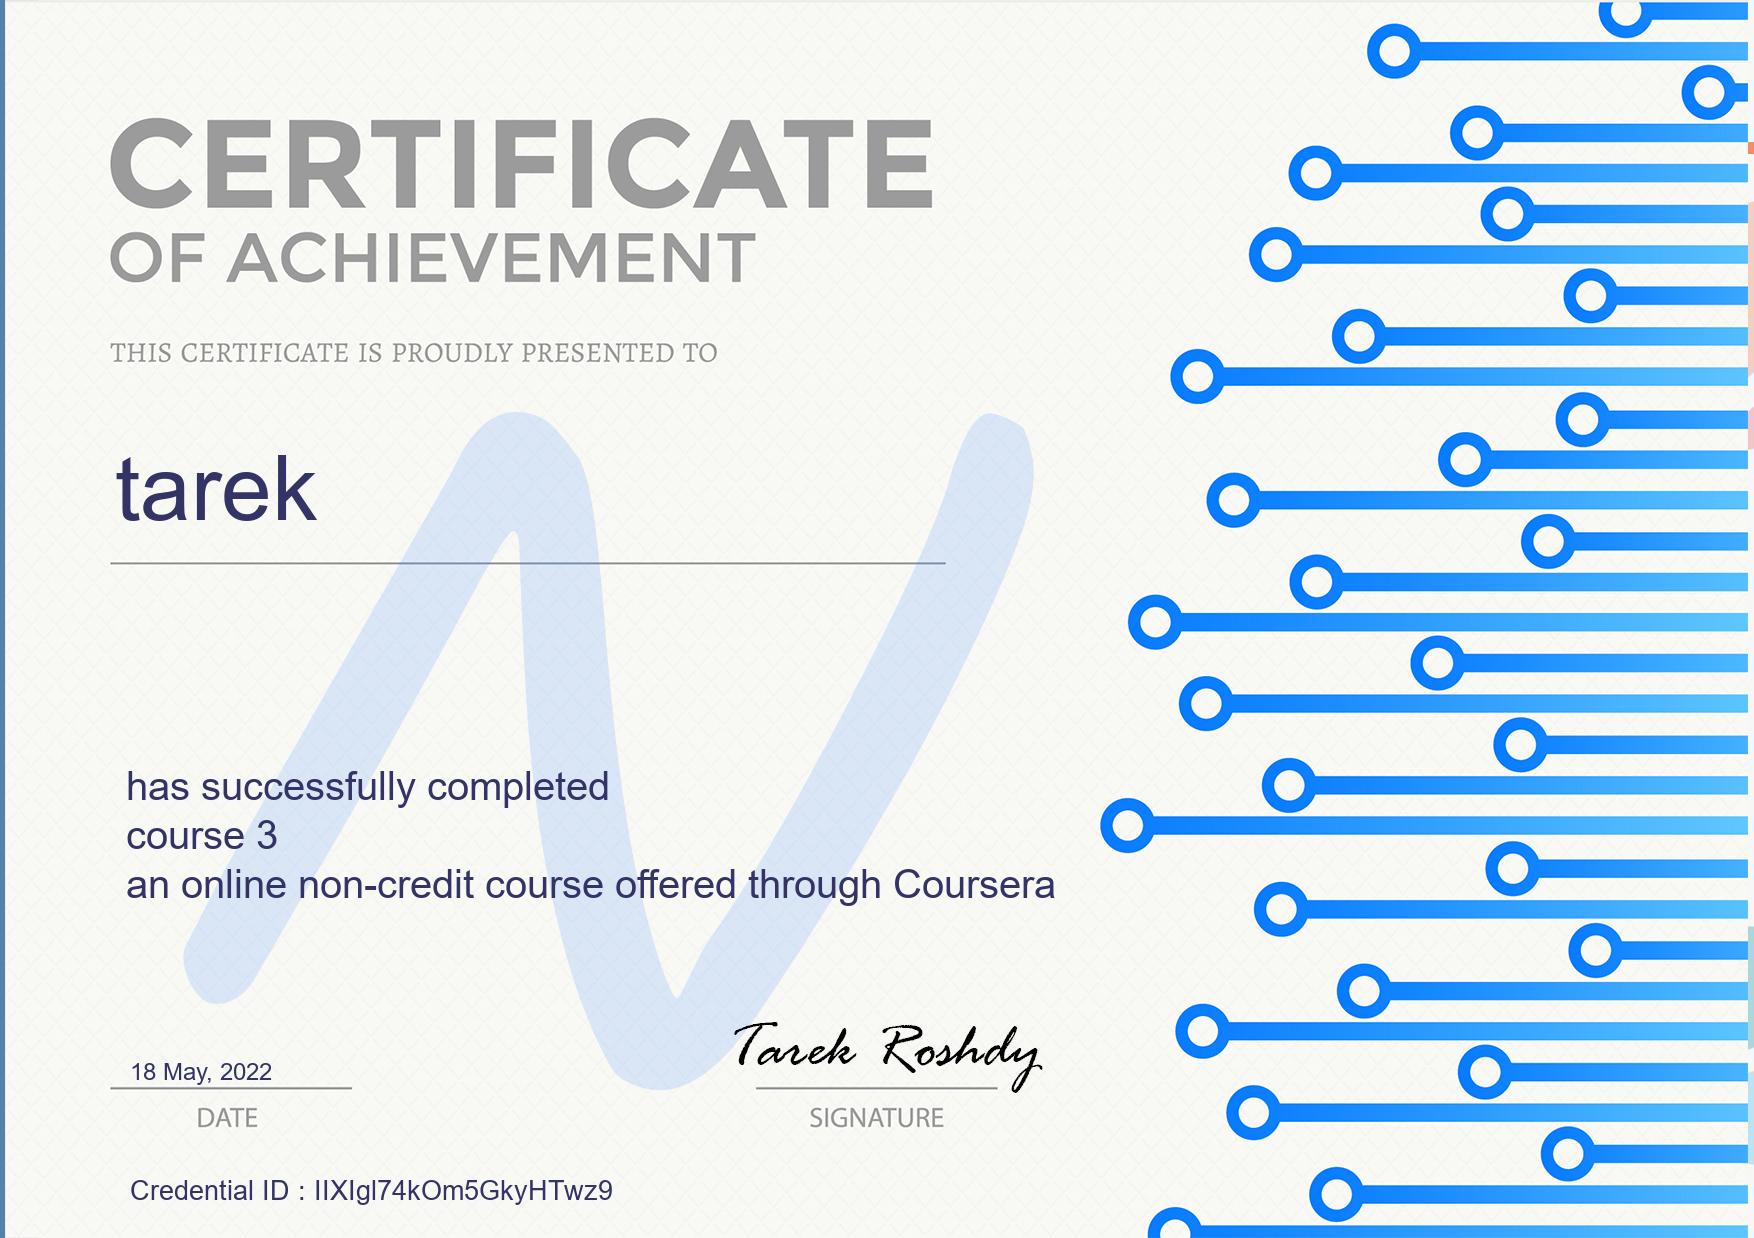 CERTIFICATE
OF ACHIEVEMENT
THIS CERTIFICATE IS PROUDLY PRESENTED TO
tarek
has successfully completed
course 3
an online non-credit course offered through Coursera
Tarek Roshdy
18 May, 2022
DATE
SIGNATURE
Credential ID : IIXIgl74kOm5GkyHTwz9